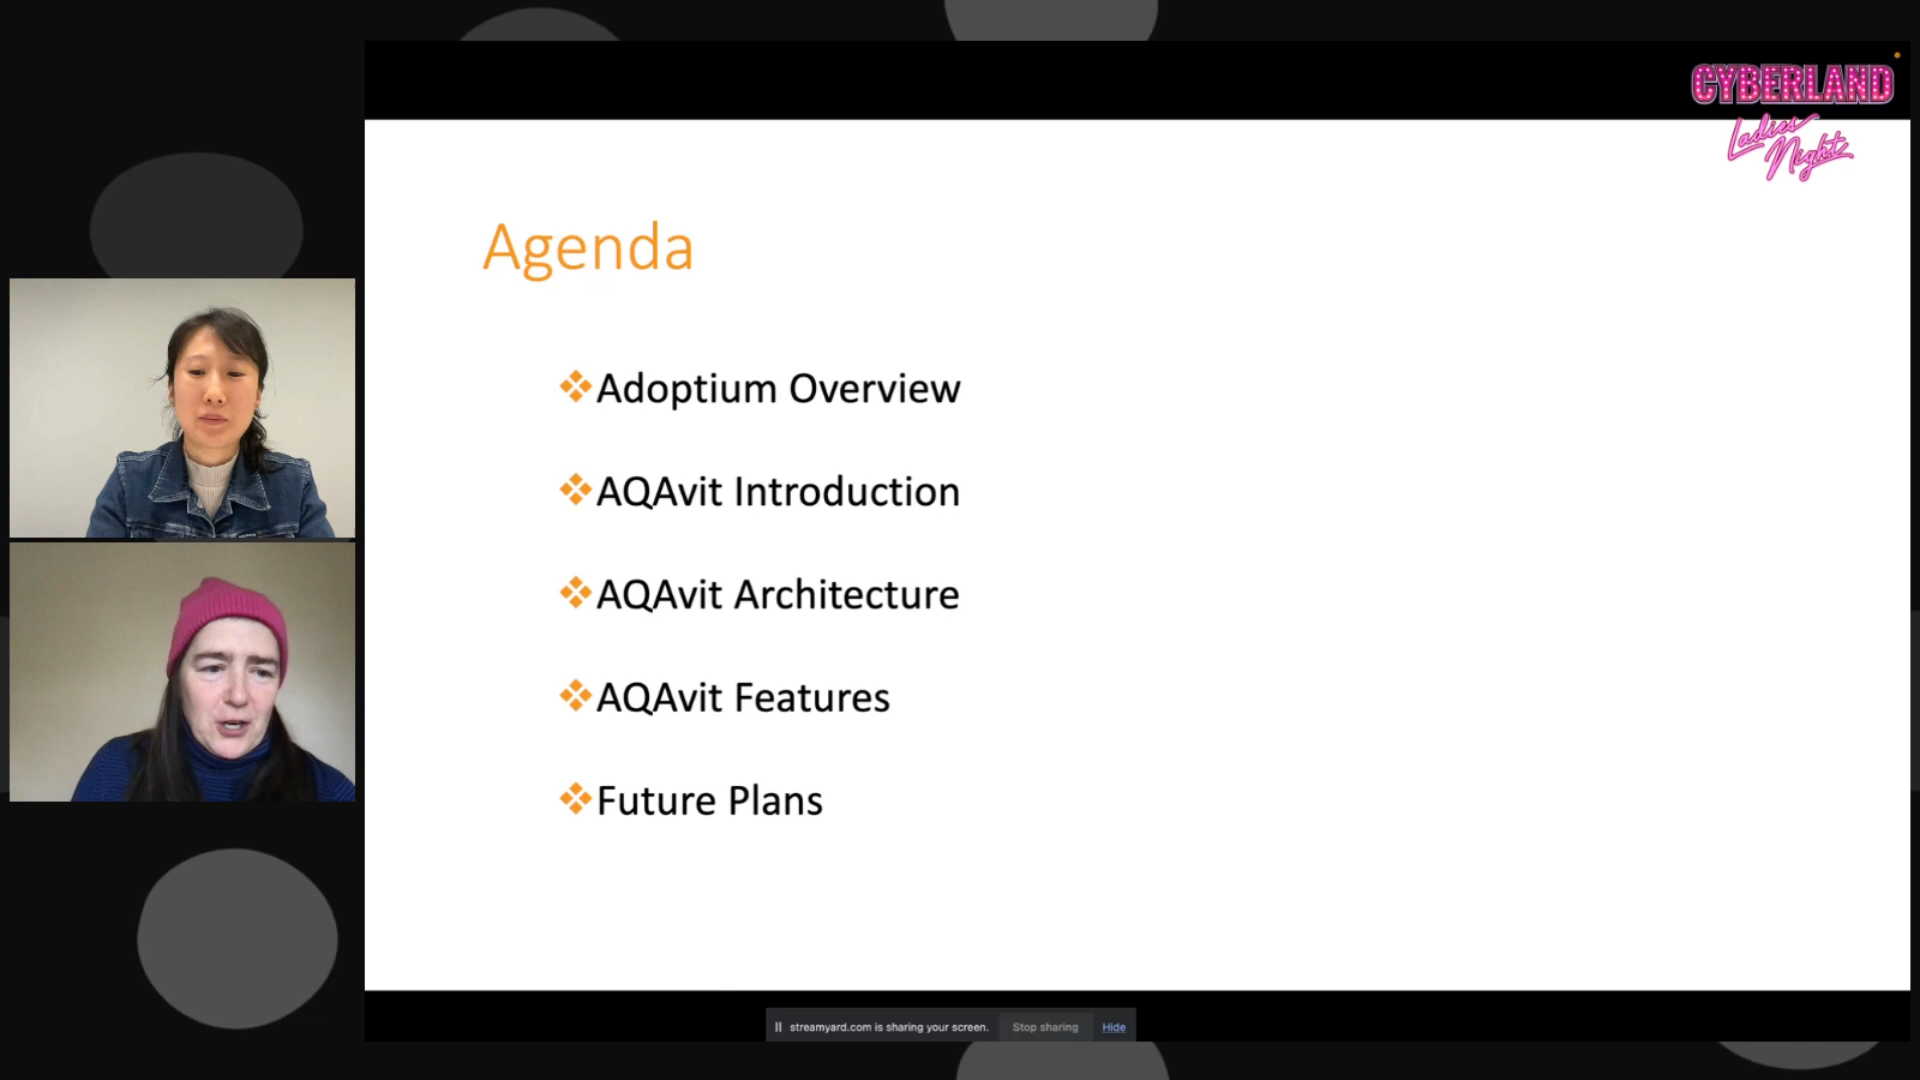 CYBERLAND
Ladies
Night
Agenda
Adoptium Overview
AQAvit Introduction
AQAvit Architecture
AQAvit Features
Future Plans
streamyard.com is sharing your screen. Stop sharing Hide